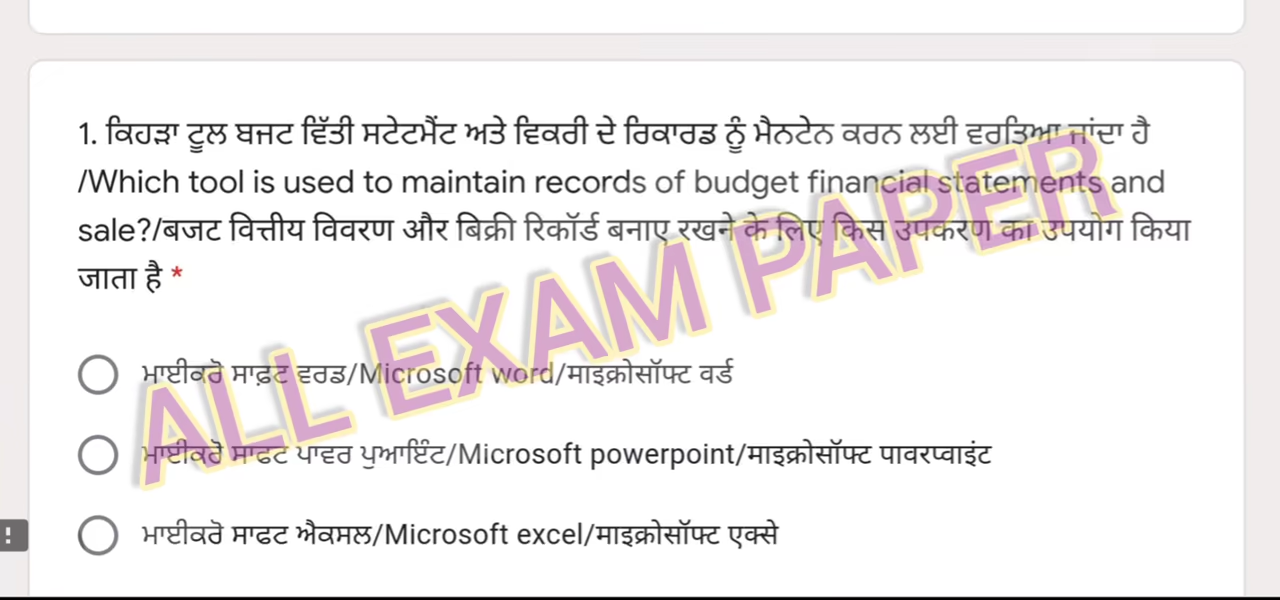 1. ਕਿਹੜਾ ਟੂਲ ਬਜਟ ਵਿੱਤੀ ਸਟੇਟਮੈਂਟ ਅਤੇ ਵਿਕਰੀ ਦੇ ਰਿਕਾਰਡ ਨੂੰ ਮੈਨਟੇਨ ਕਰਨ ਲਈ ਵਰਤਿਆ ਜਾਂਦਾ ਹੈ
/Which tool is used to maintain records of budget financial statements and
sale?/बजट वित्तीय विवरण और बिक्री रिकॉर्ड बनाए रखने के लिए किस उपकरण का उपयोग किया
जाता है *
ALL EXAM PAPER
ਮਾਈਕਰੋ ਸਾਫ਼ਟ ਵਰਡ/Microsoft word/माइक्रोसॉफ्ट वर्ड
ਮਾਈਕਰੋ ਸਾਫਟ ਪਾਵਰ ਪੁਆਇੰਟ/Microsoft powerpoint/माइक्रोसॉफ्ट पावरप्वाइंट
ਮਾਈਕਰੋ ਸਾਫਟ ਐਕਸਲ/Microsoft excel/माइक्रोसॉफ्ट एक्से